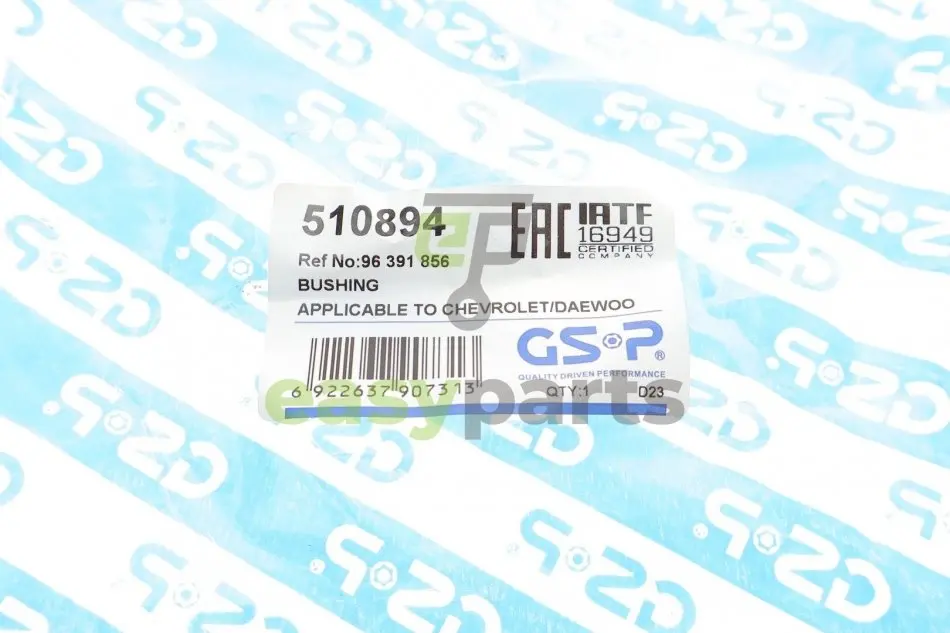 510894
EAC
IATF
16949
CERTIFIED
COMPANY
Ref No:96 391 856
BUSHING
APPLICABLE TO CHEVROLET/DAEWOO
GS•P®
QUALITY DRIVEN PERFORMANCE
6 922637 907313
QTY:1 D23
easyparts